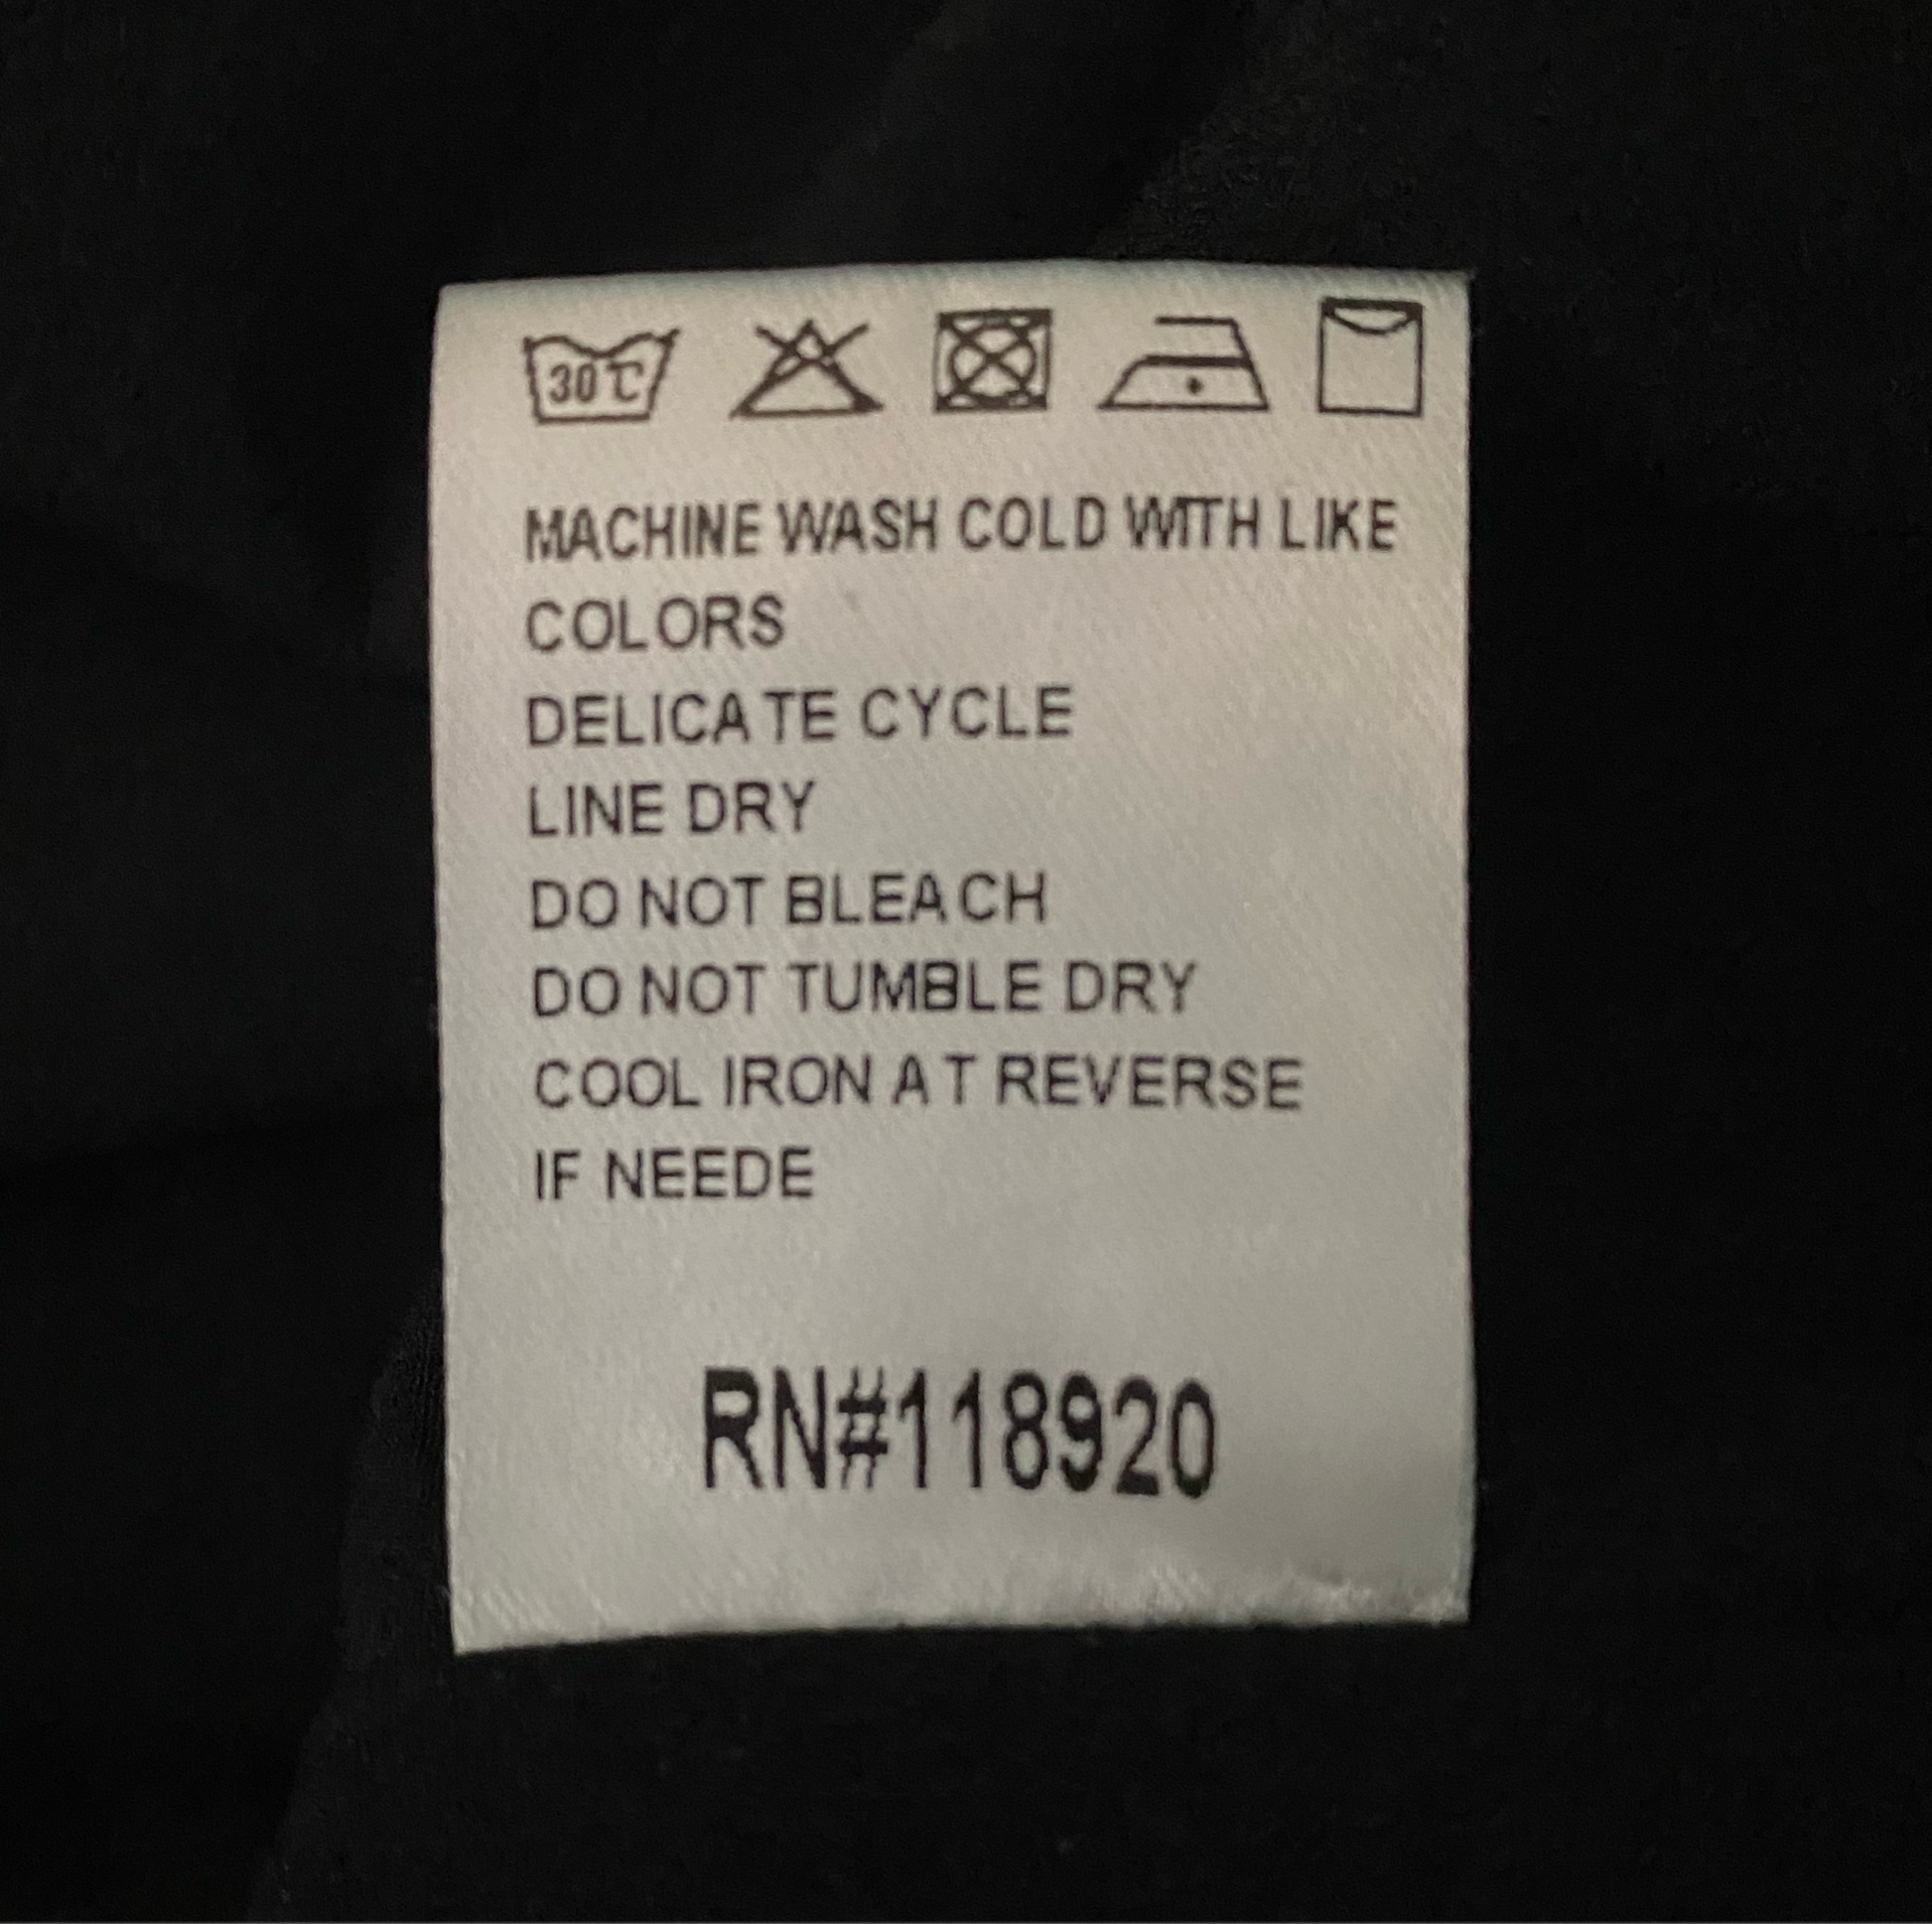 30℃
MACHINE WASH COLD WITH LIKE
COLORS
DELICATE CYCLE
LINE DRY
DO NOT BLEACH
DO NOT TUMBLE DRY
COOL IRON AT REVERSE
IF NEEDE
RN#118920